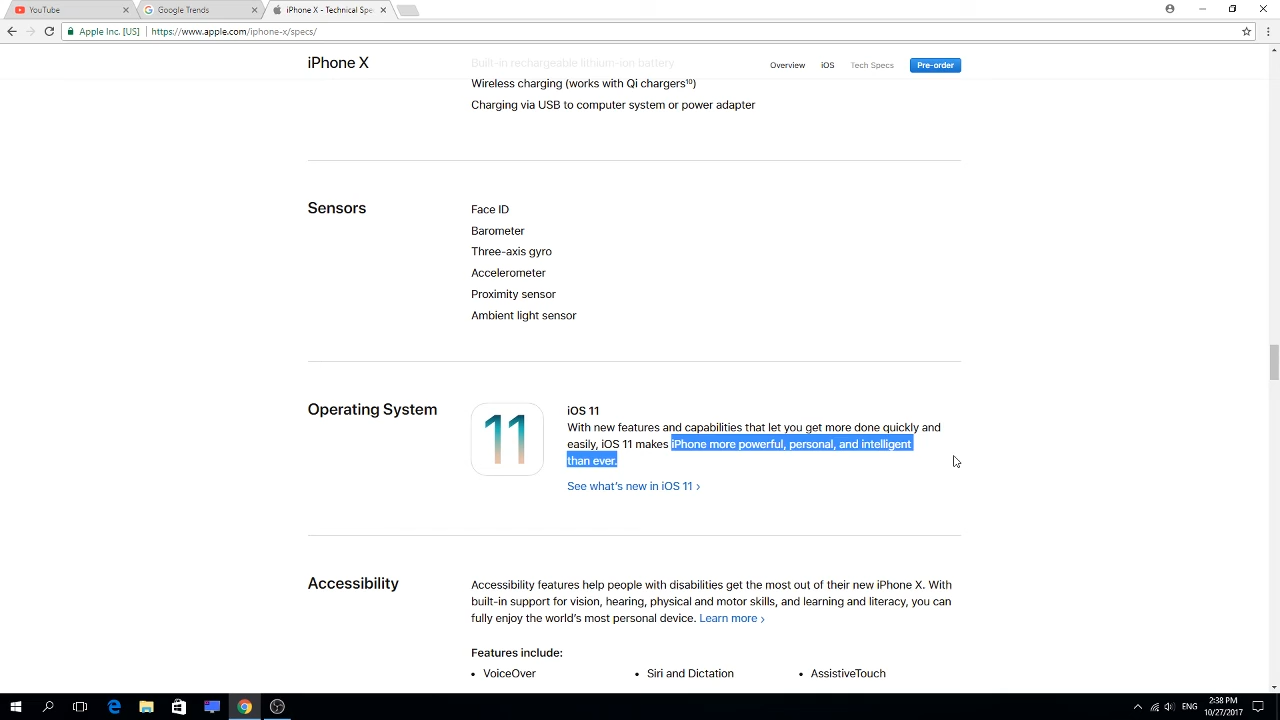 YouTube
Google Trends
iPhone X - Technical Spe
Apple Inc. [US] https://www.apple.com/iphone-x/specs/
iPhone X
Built-in rechargeable lithium-ion battery
Overview iOS Tech Specs Pre-order
Wireless charging (works with Qi chargers¹⁰)
Charging via USB to computer system or power adapter
Sensors
Face ID
Barometer
Three-axis gyro
Accelerometer
Proximity sensor
Ambient light sensor
Operating System
11
iOS 11
With new features and capabilities that let you get more done quickly and
easily, iOS 11 makes iPhone more powerful, personal, and intelligent
than ever.
See what's new in iOS 11 ›
Accessibility
Accessibility features help people with disabilities get the most out of their new iPhone X. With
built-in support for vision, hearing, physical and motor skills, and learning and literacy, you can
fully enjoy the world's most personal device. Learn more ›
Features include:
• VoiceOver • Siri and Dictation • AssistiveTouch
ENG
2:38 PM
10/27/2017